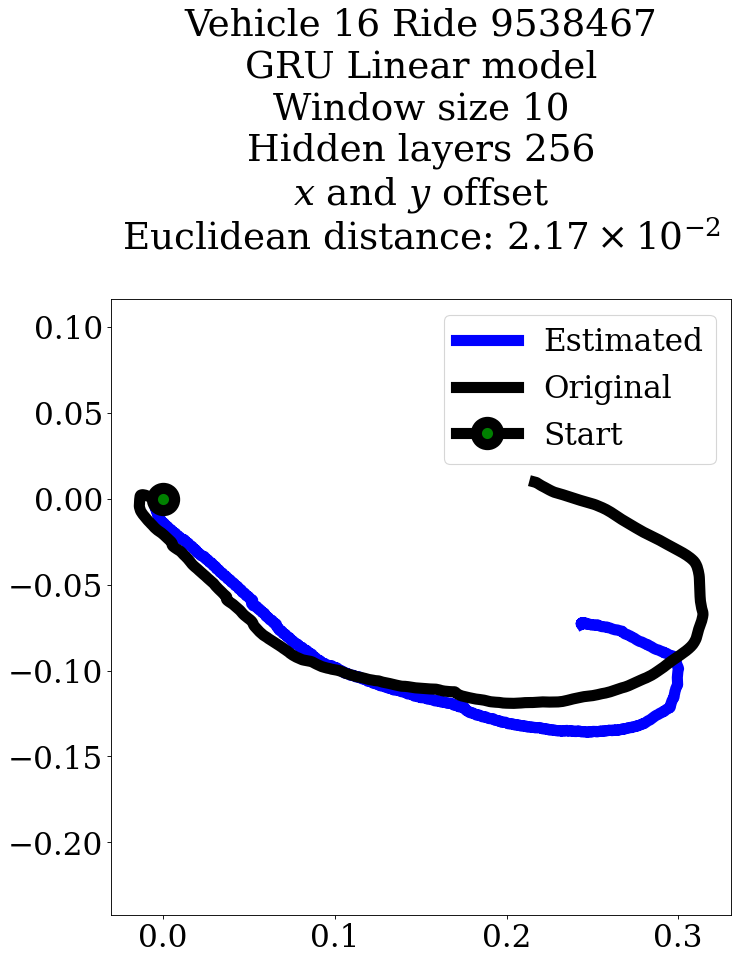 Vehicle 16 Ride 9538467
GRU Linear model
Window size 10
Hidden layers 256
x and y offset
Euclidean distance: 2.17 × 10⁻²
Estimated
Original
Start
0.10
0.05
0.00
−0.05
−0.10
−0.15
−0.20
0.0 0.1 0.2 0.3